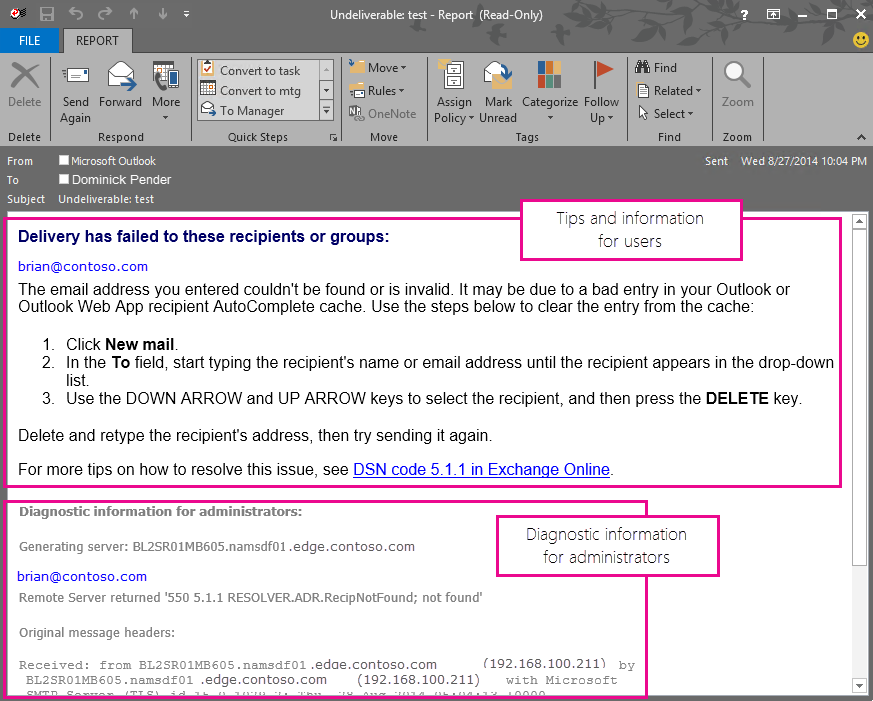 Undeliverable: test - Report (Read-Only)
?
FILE
REPORT
Delete
Send Again
Forward
More
Convert to task
Convert to mtg
To Manager
Move
Rules
OneNote
Assign Policy
Mark Unread
Categorize
Follow Up
Find
Related
Select
Zoom
Delete
Respond
Quick Steps
Move
Tags
Find
Zoom
From Microsoft Outlook
Sent Wed 8/27/2014 10:04 PM
To Dominick Pender
Subject Undeliverable: test
Tips and information
for users
Delivery has failed to these recipients or groups:
brian@contoso.com
The email address you entered couldn't be found or is invalid. It may be due to a bad entry in your Outlook or
Outlook Web App recipient AutoComplete cache. Use the steps below to clear the entry from the cache:
1. Click New mail.
2. In the To field, start typing the recipient's name or email address until the recipient appears in the drop-down
list.
3. Use the DOWN ARROW and UP ARROW keys to select the recipient, and then press the DELETE key.
Delete and retype the recipient's address, then try sending it again.
For more tips on how to resolve this issue, see DSN code 5.1.1 in Exchange Online.
Diagnostic information for administrators:
Diagnostic information
for administrators
Generating server: BL2SR01MB605.namsdf01.edge.contoso.com
brian@contoso.com
Remote Server returned '550 5.1.1 RESOLVER.ADR.RecipNotFound; not found'
Original message headers:
Received: from BL2SR01MB605.namsdf01.edge.contoso.com (192.168.100.211) by
BL2SR01MB605.namsdf01.edge.contoso.com (192.168.100.211) with Microsoft